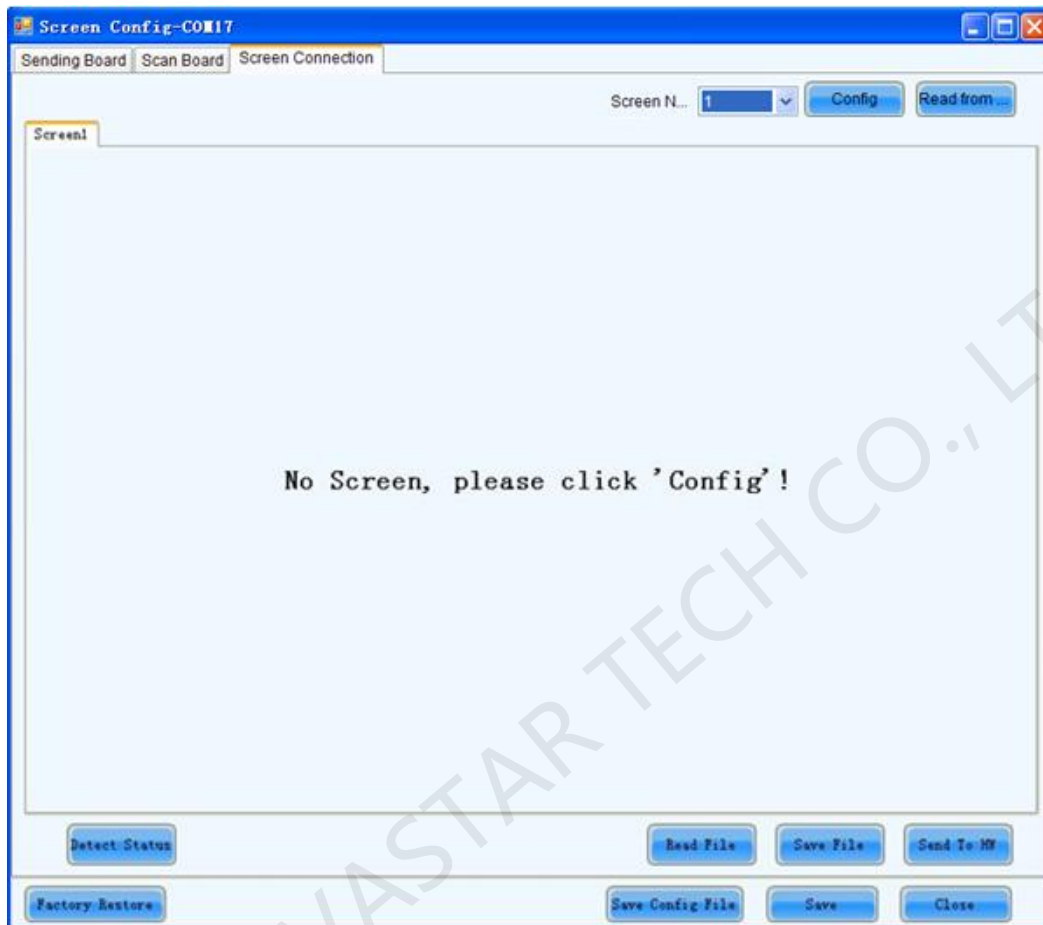 Screen Config-COM17
Sending Board Scan Board Screen Connection
Screen N... 1 Config Read from ...
Screen1
No Screen, please click 'Config'!
Detect Status Read File Save File Send To HW
Factory Restore Save Config File Save Close
VASTAR TECH CO., LT